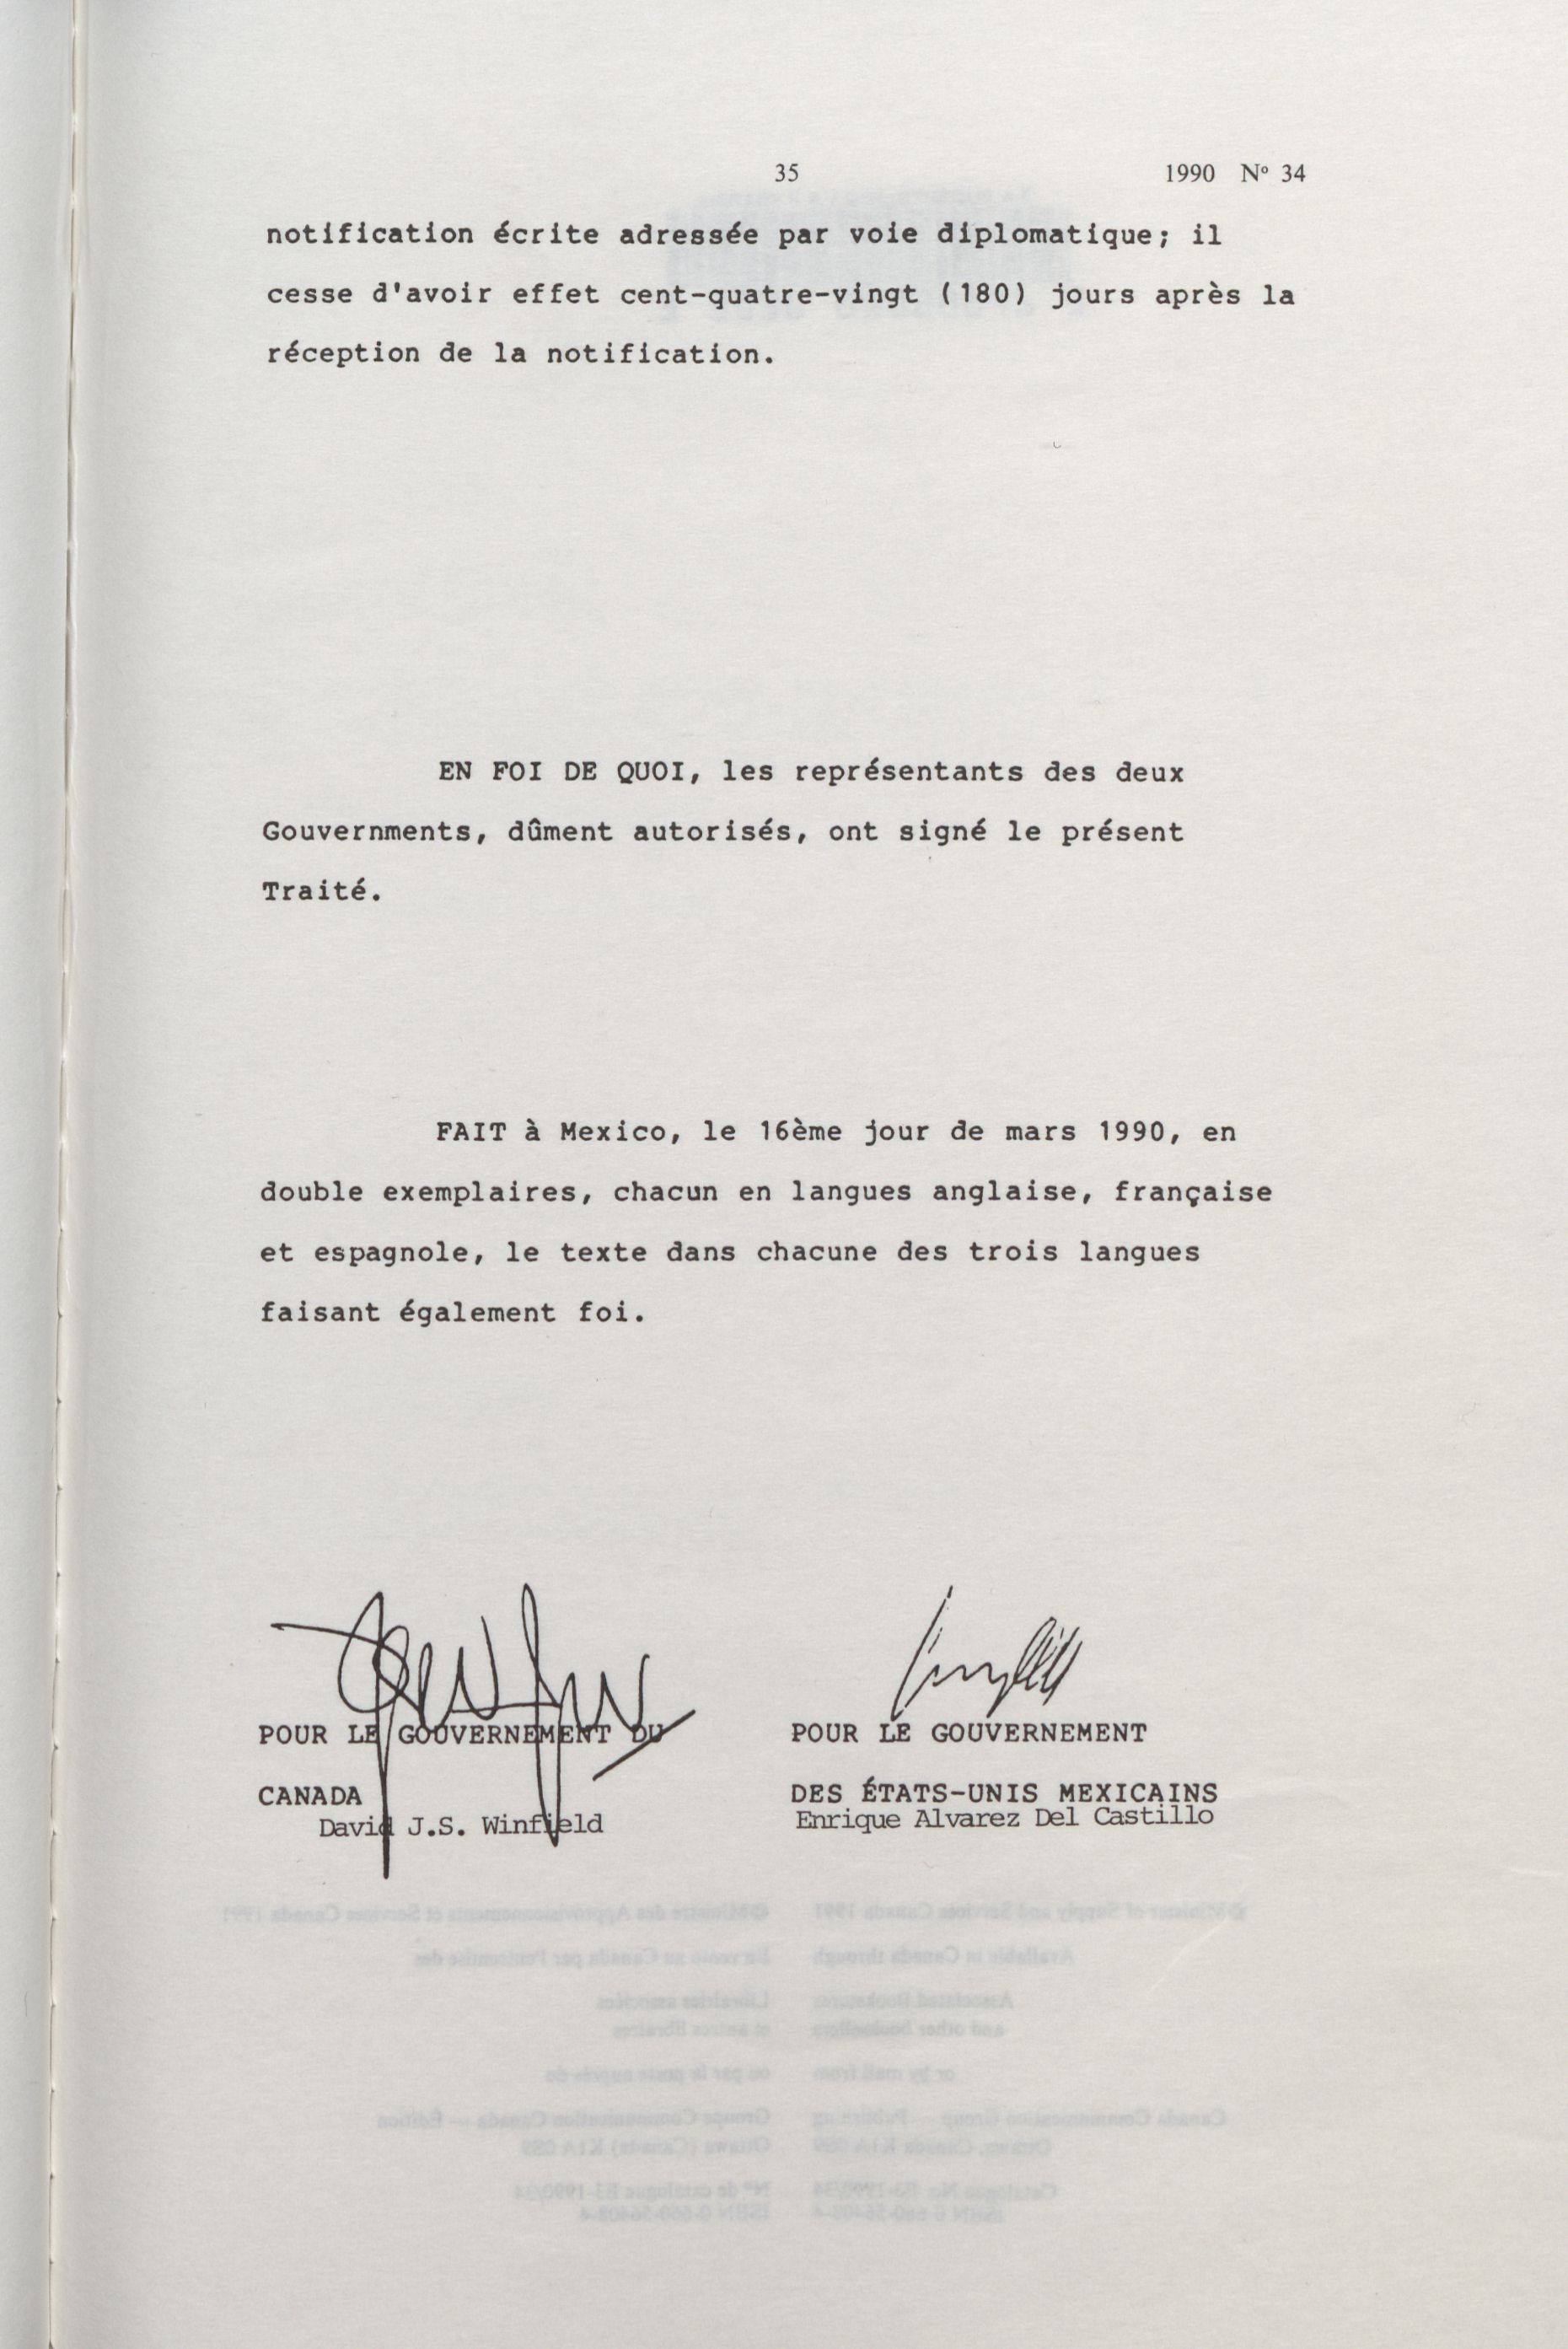 35 1990 Nº 34
notification écrite adressée par voie diplomatique; il
cesse d'avoir effet cent-quatre-vingt (180) jours après la
réception de la notification.
EN FOI DE QUOI, les représentants des deux
Gouvernments, dûment autorisés, ont signé le présent
Traité.
FAIT à Mexico, le 16ème jour de mars 1990, en
double exemplaires, chacun en langues anglaise, française
et espagnole, le texte dans chacune des trois langues
faisant également foi.
POUR LE GOUVERNEMENT DU
CANADA
David J.S. Winfield
POUR LE GOUVERNEMENT
DES ÉTATS-UNIS MEXICAINS
Enrique Alvarez Del Castillo